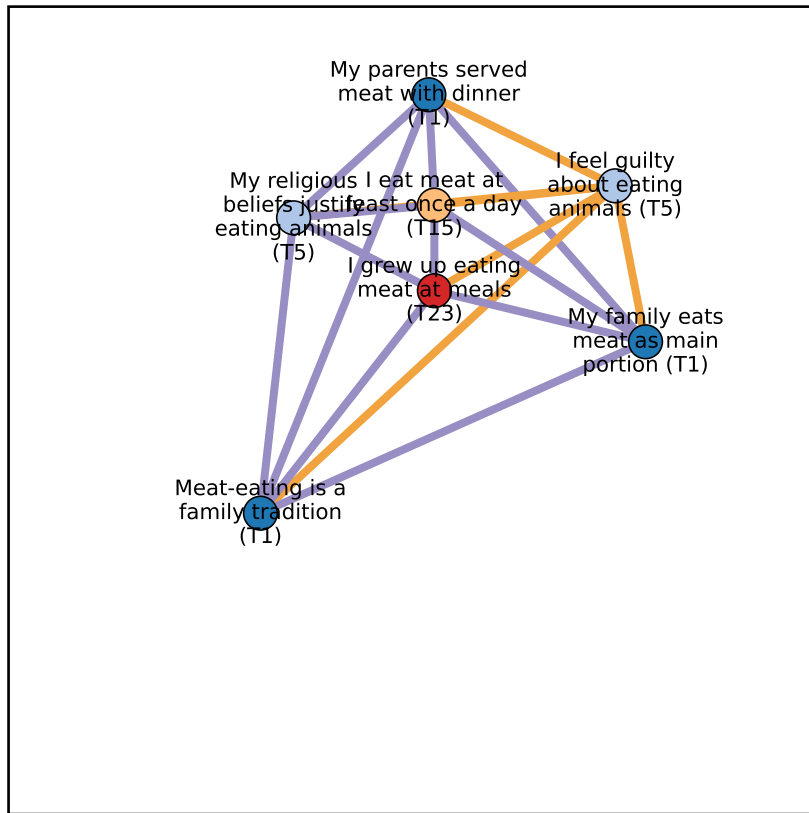 My parents served
meat with dinner
(T1)
I feel guilty
about eating
animals (T5)
My religious
beliefs justify
eating animals
(T5)
I eat meat at
least once a day
(T15)
I grew up eating
meat at meals
(T23)
My family eats
meat as main
portion (T1)
Meat-eating is a
family tradition
(T1)